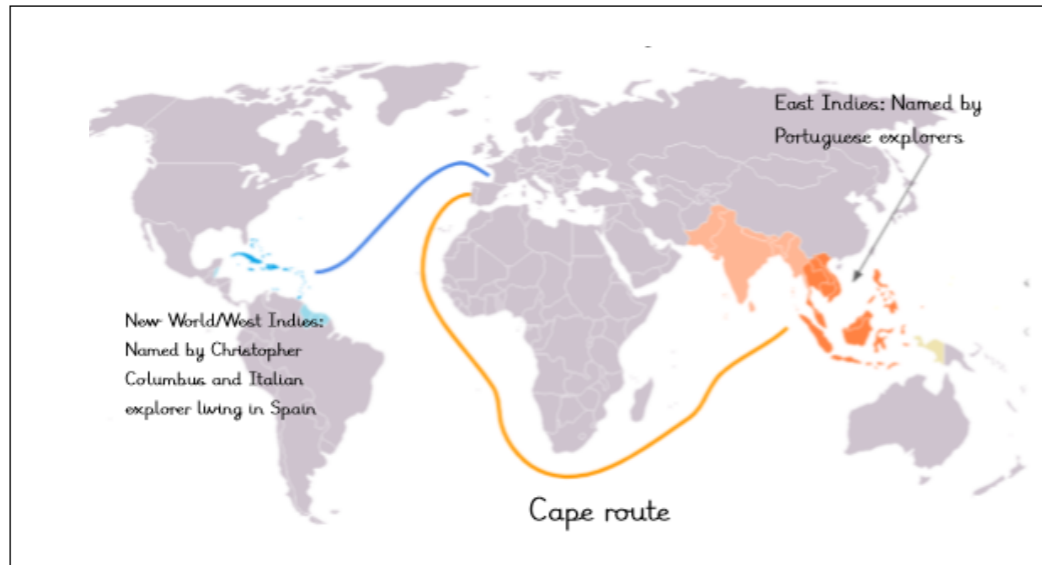 East Indies: Named by
Portuguese explorers
New World/West Indies:
Named by Christopher
Columbus and Italian
explorer living in Spain
Cape route